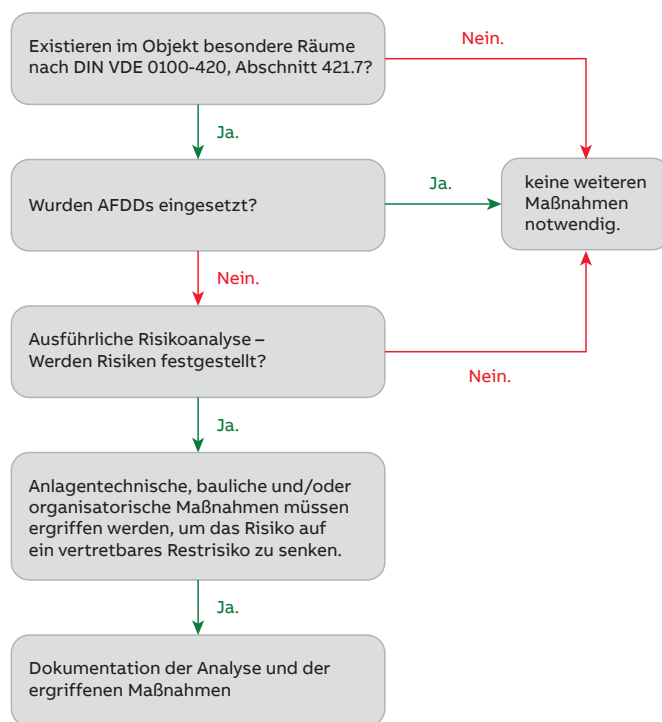 Existieren im Objekt besondere Räume
nach DIN VDE 0100-420, Abschnitt 421.7?
Nein.
Ja.
Wurden AFDDs eingesetzt?
Ja.
keine weiteren
Maßnahmen
notwendig.
Nein.
Ausführliche Risikoanalyse –
Werden Risiken festgestellt?
Nein.
Ja.
Anlagentechnische, bauliche und/oder
organisatorische Maßnahmen müssen
ergriffen werden, um das Risiko auf
ein vertretbares Restrisiko zu senken.
Ja.
Dokumentation der Analyse und der
ergriffenen Maßnahmen